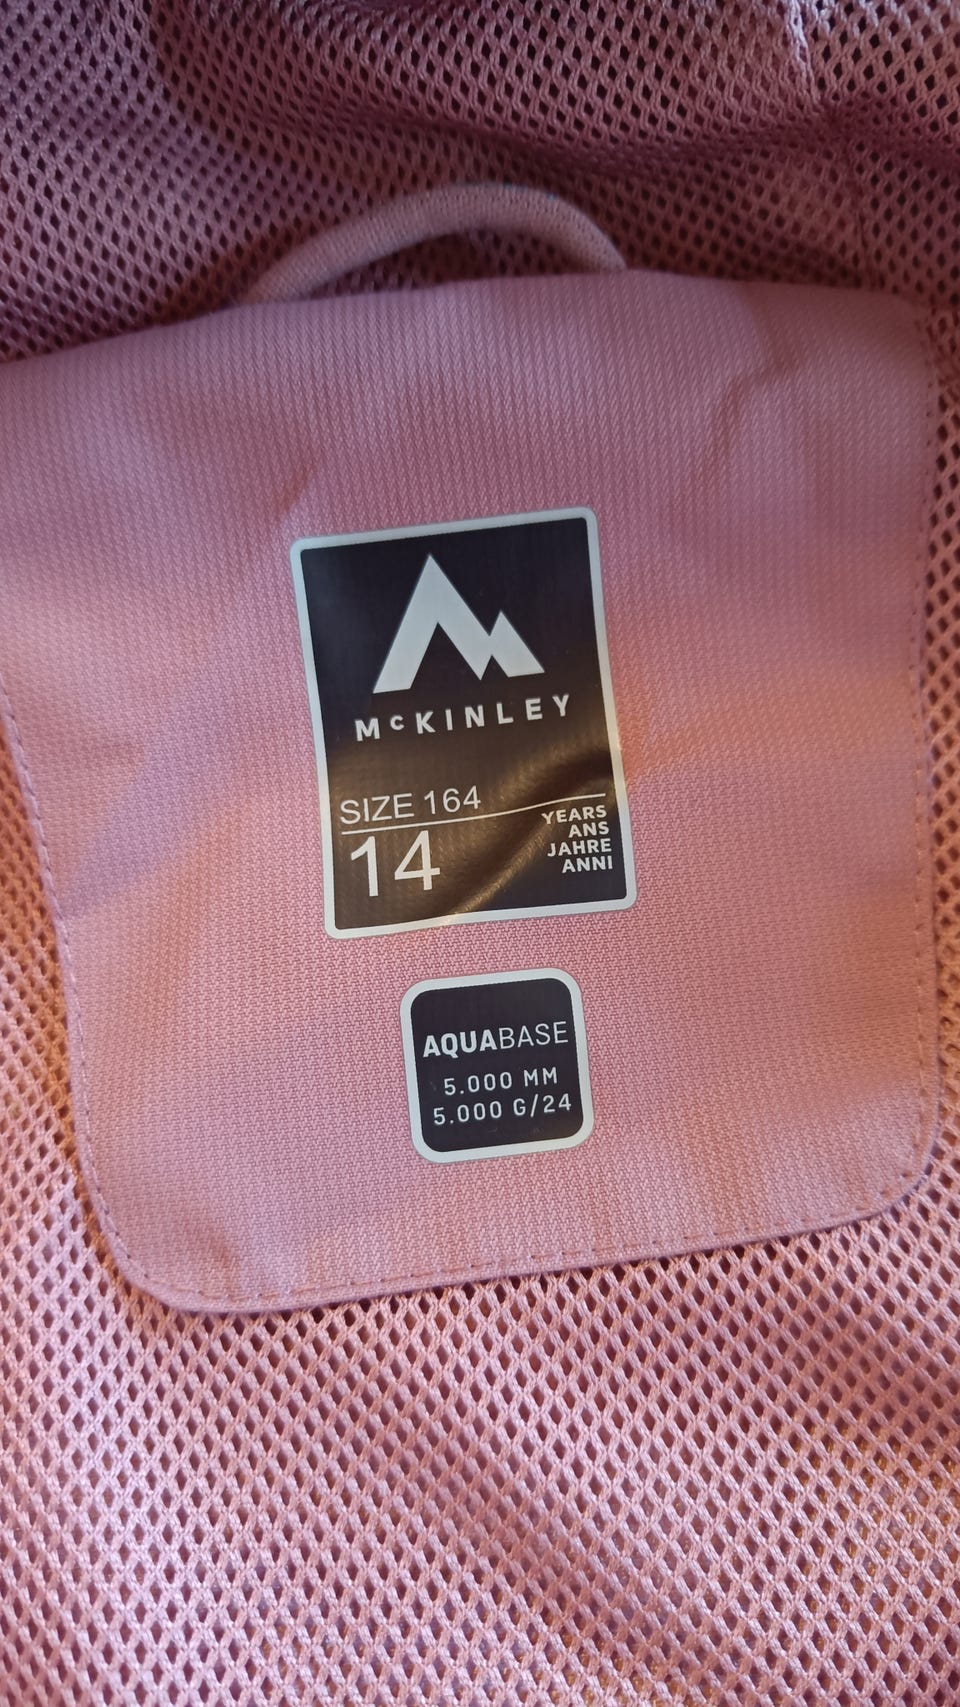 McKINLEY
SIZE 164
14
YEARS
ANS
JAHRE
ANNI
AQUABASE
5.000 MM
5.000 G/24